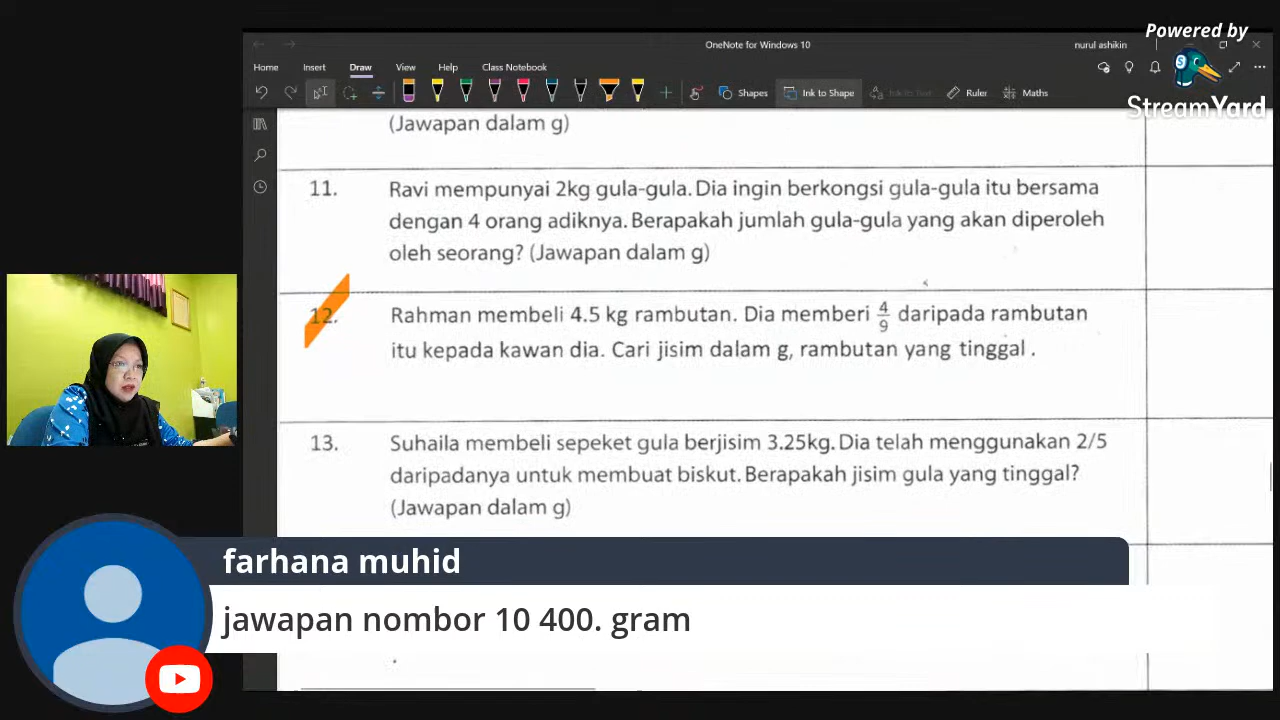 Powered by
StreamYard
OneNote for Windows 10
nurul ashikin
Home Insert Draw View Help Class Notebook
Shapes Ink to Shape Ink to Text Ruler Maths
(Jawapan dalam g)
11. Ravi mempunyai 2kg gula-gula. Dia ingin berkongsi gula-gula itu bersama
dengan 4 orang adiknya. Berapakah jumlah gula-gula yang akan diperoleh
oleh seorang? (Jawapan dalam g)
12. Rahman membeli 4.5 kg rambutan. Dia memberi 4/9 daripada rambutan
itu kepada kawan dia. Cari jisim dalam g, rambutan yang tinggal .
13. Suhaila membeli sepeket gula berjisim 3.25kg. Dia telah menggunakan 2/5
daripadanya untuk membuat biskut. Berapakah jisim gula yang tinggal?
(Jawapan dalam g)
farhana muhid
jawapan nombor 10 400. gram